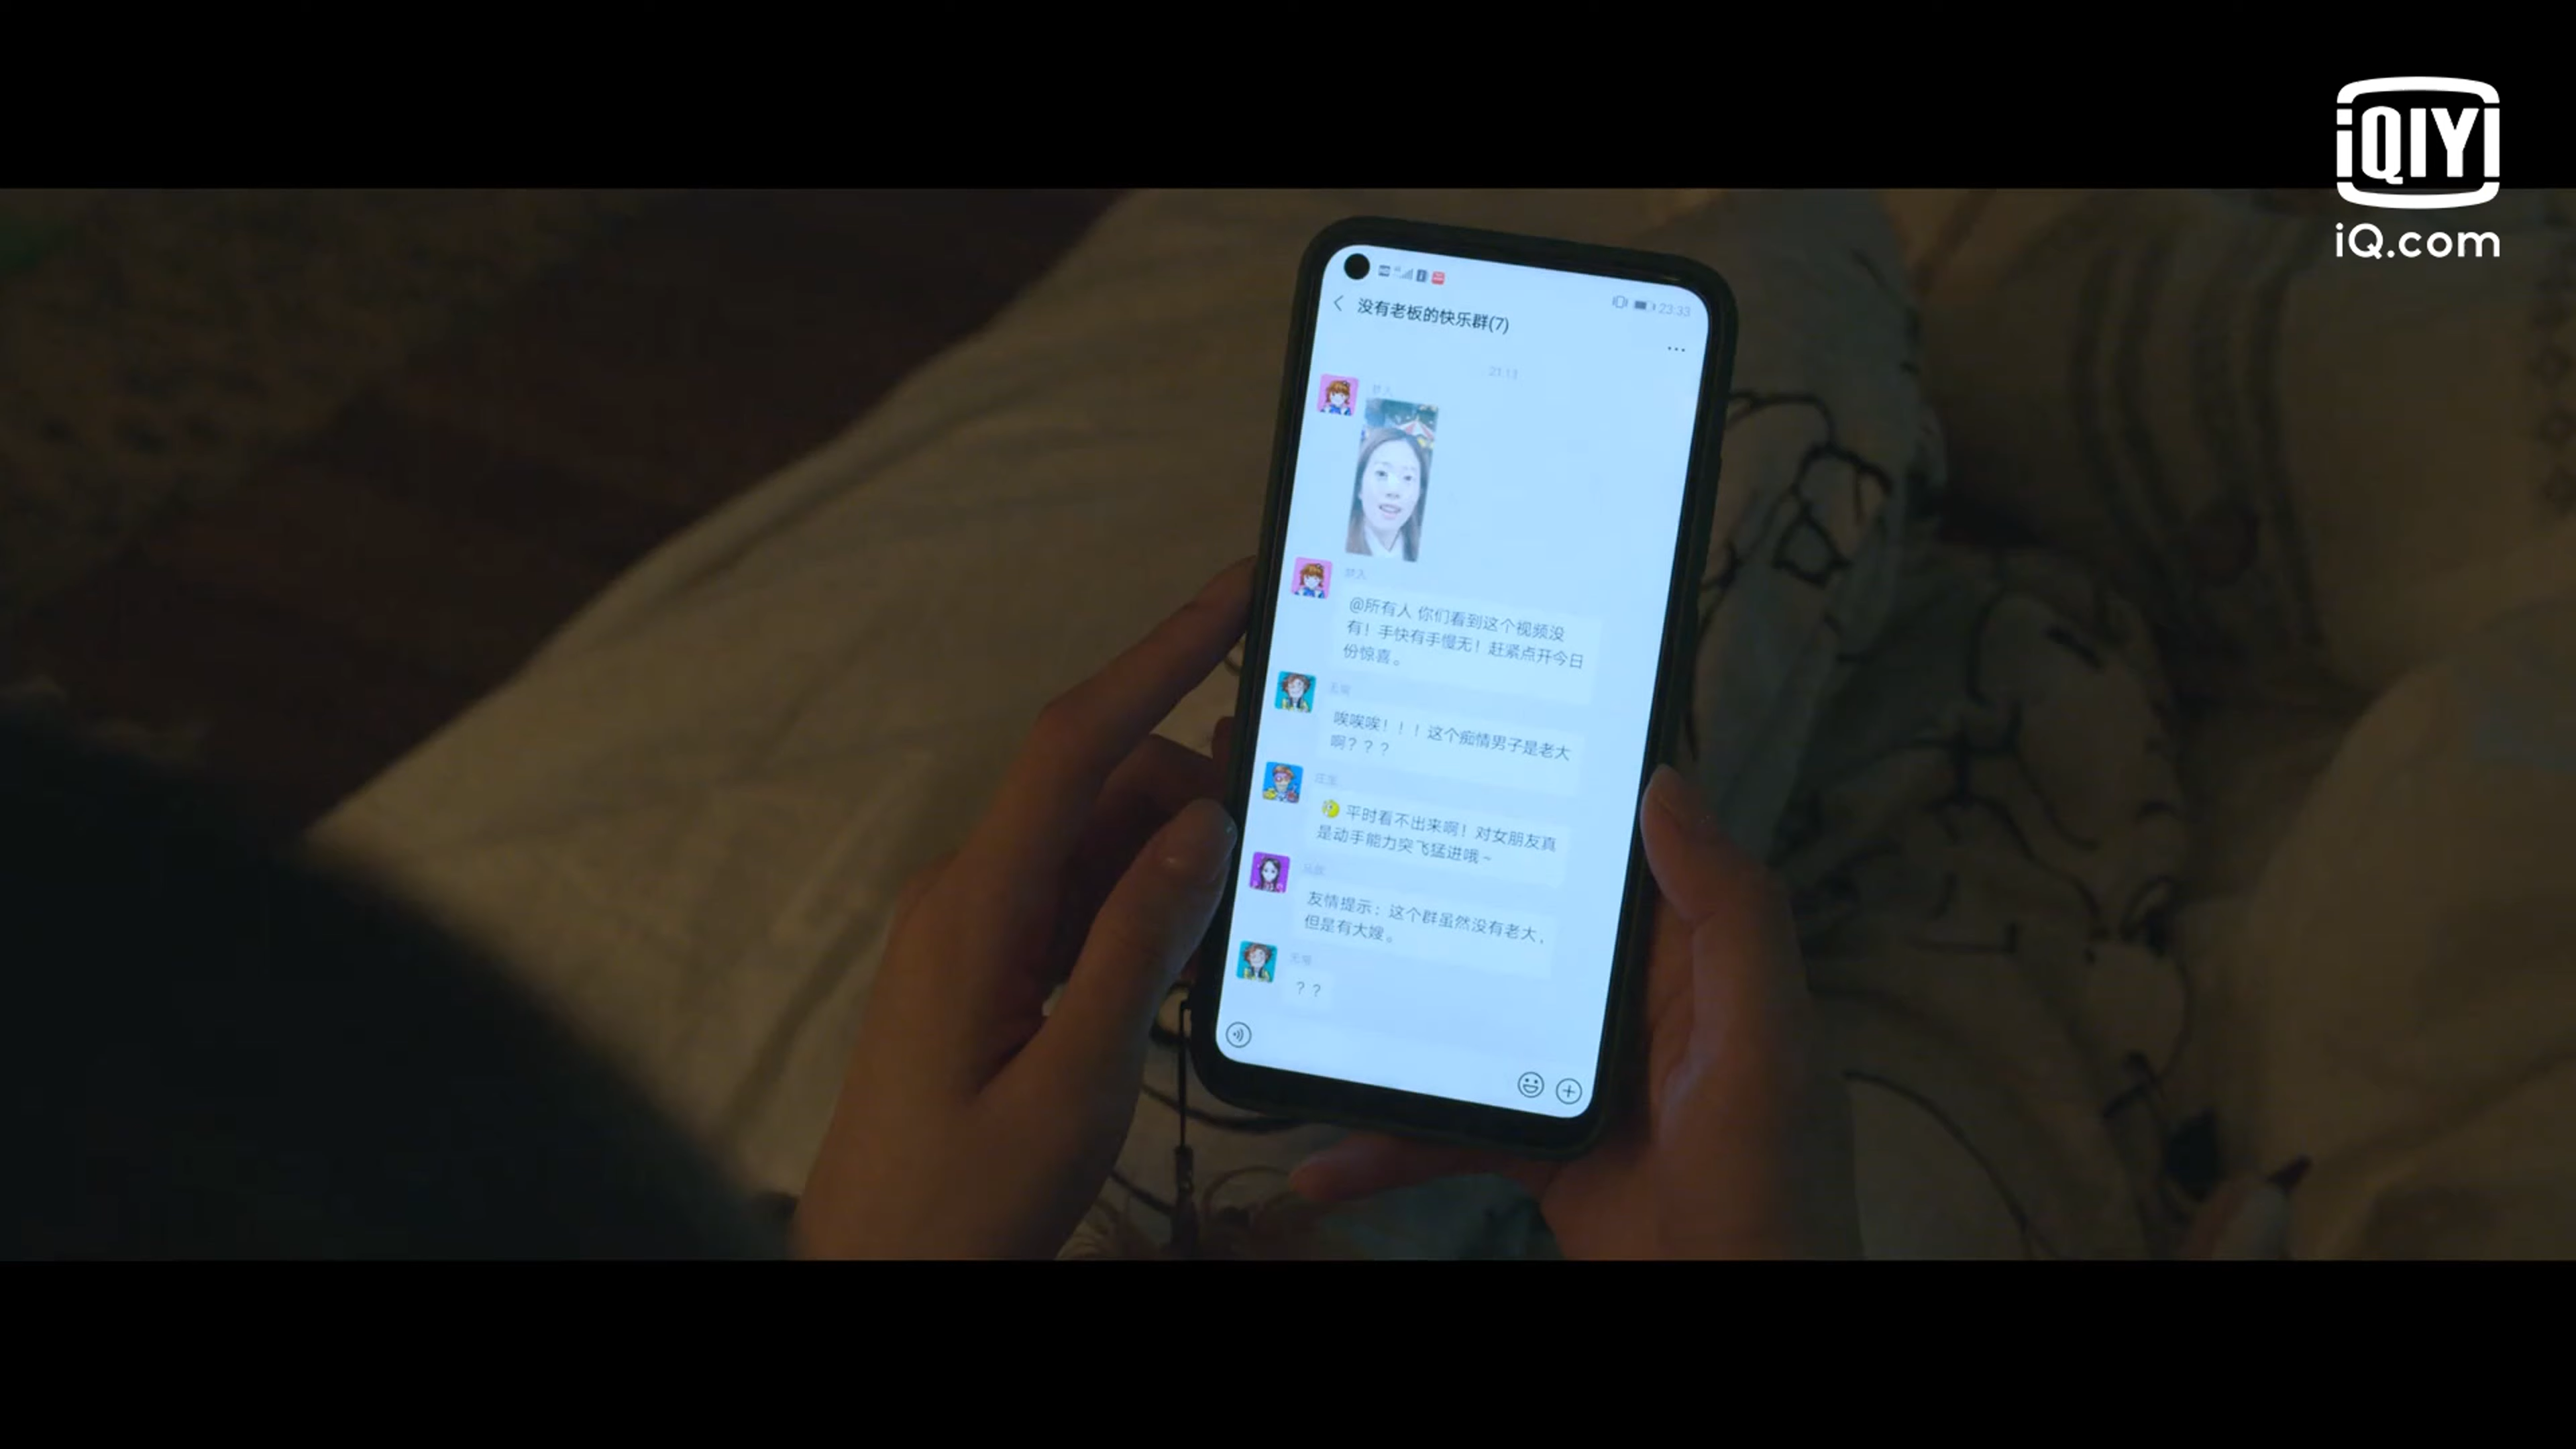 iQIYI
iQ.com
23:33
没有老板的快乐群(7)
21:13
@所有人 你们看到这个视频没
有！手快有手慢无！赶紧点开今日
份惊喜。
唉唉唉！！！这个痴情男子是老大
啊？？？
平时看不出来啊！对女朋友真
是动手能力突飞猛进哦~
友情提示：这个群虽然没有老大，
但是有大嫂。
？？